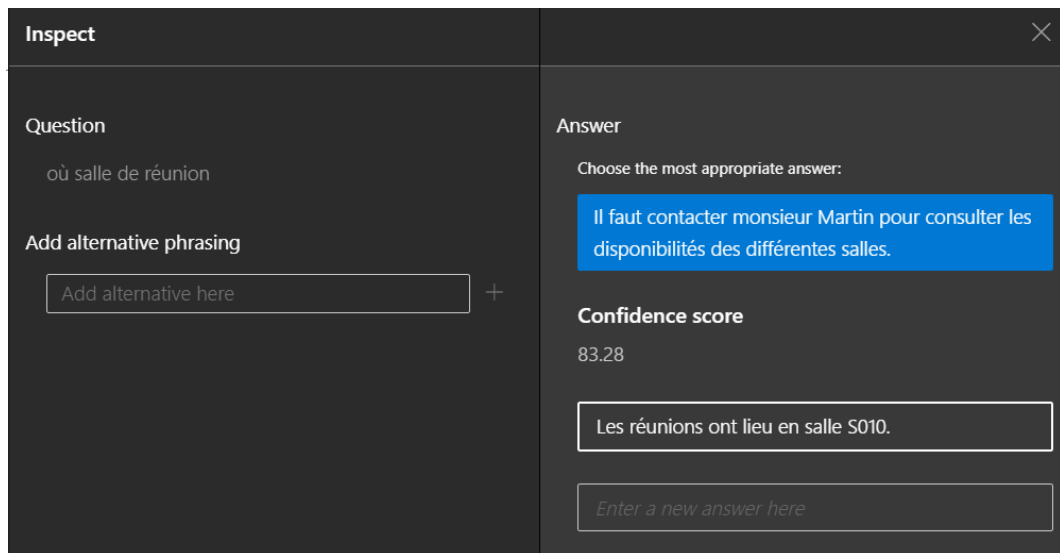 Inspect
Question
où salle de réunion
Add alternative phrasing
Add alternative here
Answer
Choose the most appropriate answer:
Il faut contacter monsieur Martin pour consulter les
disponibilités des différentes salles.
Confidence score
83.28
Les réunions ont lieu en salle S010.
Enter a new answer here